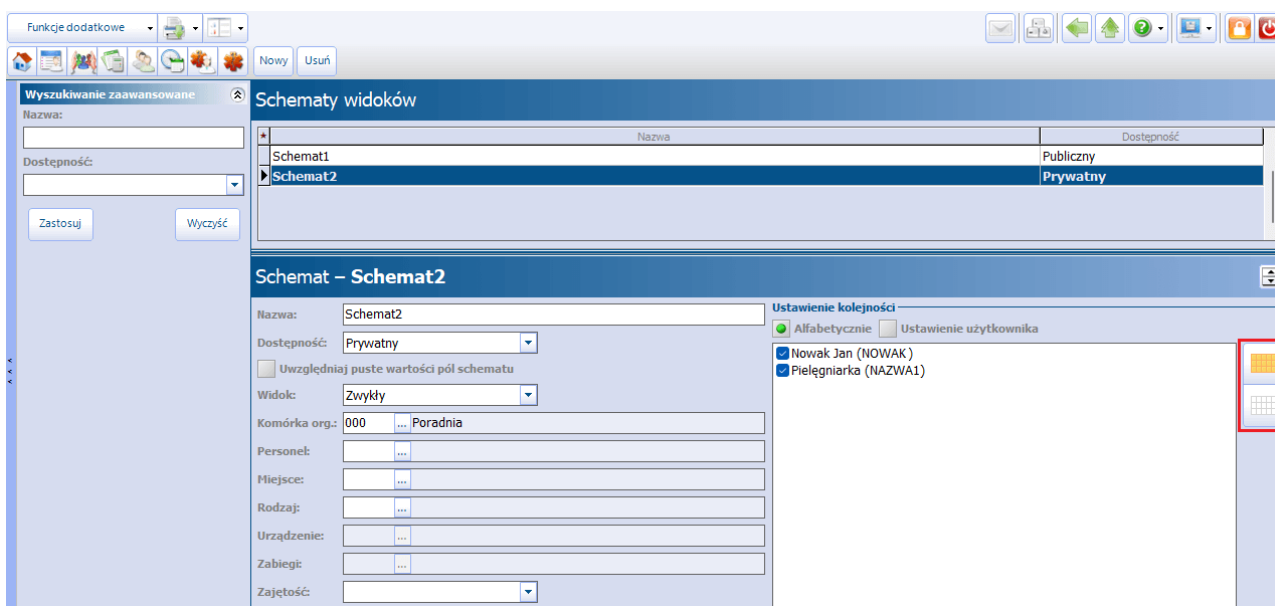 Funkcje dodatkowe
Nowy Usuń
Wyszukiwanie zaawansowane
Nazwa:
Dostępność:
Zastosuj Wyczyść
Schematy widoków
Nazwa Dostępność
Schemat1 Publiczny
Schemat2 Prywatny
Schemat – Schemat2
Nazwa: Schemat2
Dostępność: Prywatny
Uwzględniaj puste wartości pól schematu
Widok: Zwykły
Komórka org.: 000 ... Poradnia
Personel: ...
Miejsce: ...
Rodzaj: ...
Urządzenie: ...
Zabiegi: ...
Zajętość:
Ustawienie kolejności
Alfabetycznie Ustawienie użytkownika
Nowak Jan (NOWAK)
Pielęgniarka (NAZWA1)